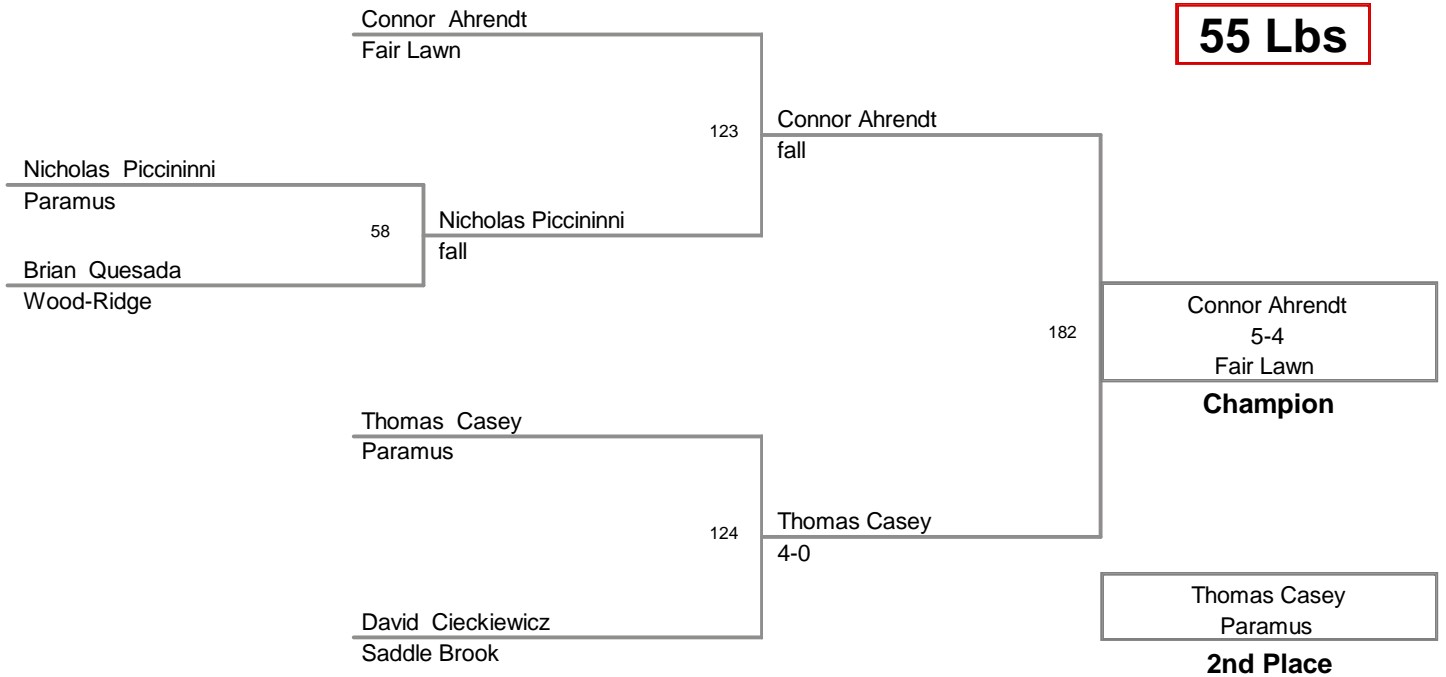 Connor Ahrendt
Fair Lawn
55 Lbs
123
Connor Ahrendt
fall
Nicholas Piccininni
Paramus
58
Nicholas Piccininni
fall
Brian Quesada
Wood-Ridge
182
Connor Ahrendt
5-4
Fair Lawn
Champion
Thomas Casey
Paramus
124
Thomas Casey
4-0
David Cieckiewicz
Saddle Brook
Thomas Casey
Paramus
2nd Place